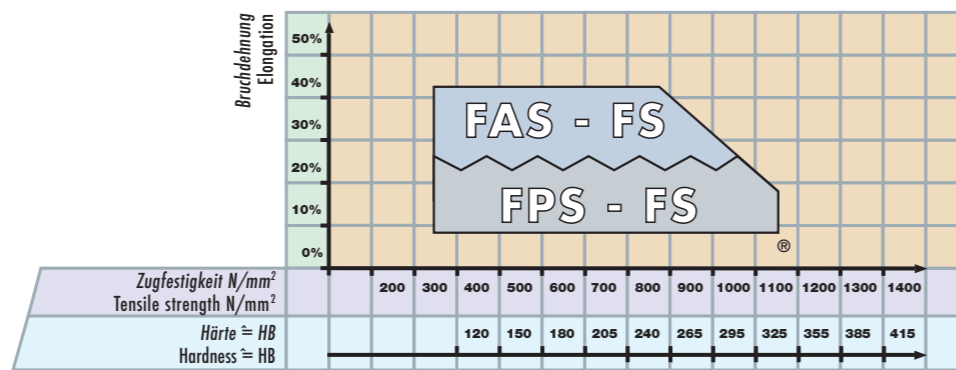 Bruchdehnung
Elongation
50%
40%
30%
20%
10%
0%
FAS - FS
FPS - FS
®
Zugfestigkeit N/mm²
Tensile strength N/mm²
200 300 400 500 600 700 800 900 1000 1100 1200 1300 1400
Härte ≙ HB
Hardness ≙ HB
120 150 180 205 240 265 295 325 355 385 415